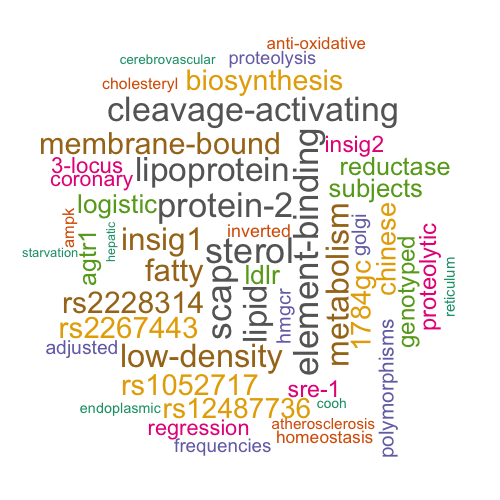 anti-oxidative
cerebrovascular
proteolysis
cholesteryl
biosynthesis
cleavage-activating
membrane-bound
insig2
3-locus
lipoprotein
reductase
coronary
subjects
logistic
protein-2
element-binding
ampk
hepatic
inverted
golgi
chinese
starvation
agtr1
insig1
sterol
metabolism
genotyped
proteolytic
reticulum
fatty
scap
ldlr
lipid
hmgcr
1784gc
rs2228314
rs2267443
adjusted
low-density
polymorphisms
rs1052717
sre-1
endoplasmic
rs12487736
cooh
regression
atherosclerosis
frequencies
homeostasis